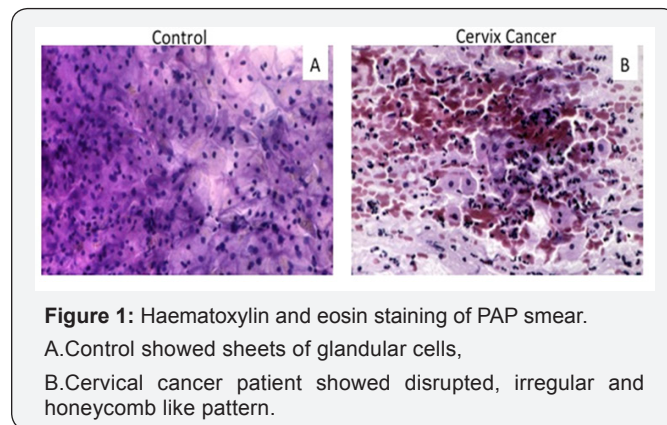 Control
Cervix Cancer
A
B
Figure 1: Haematoxylin and eosin staining of PAP smear.
A.Control showed sheets of glandular cells,
B.Cervical cancer patient showed disrupted, irregular and
honeycomb like pattern.